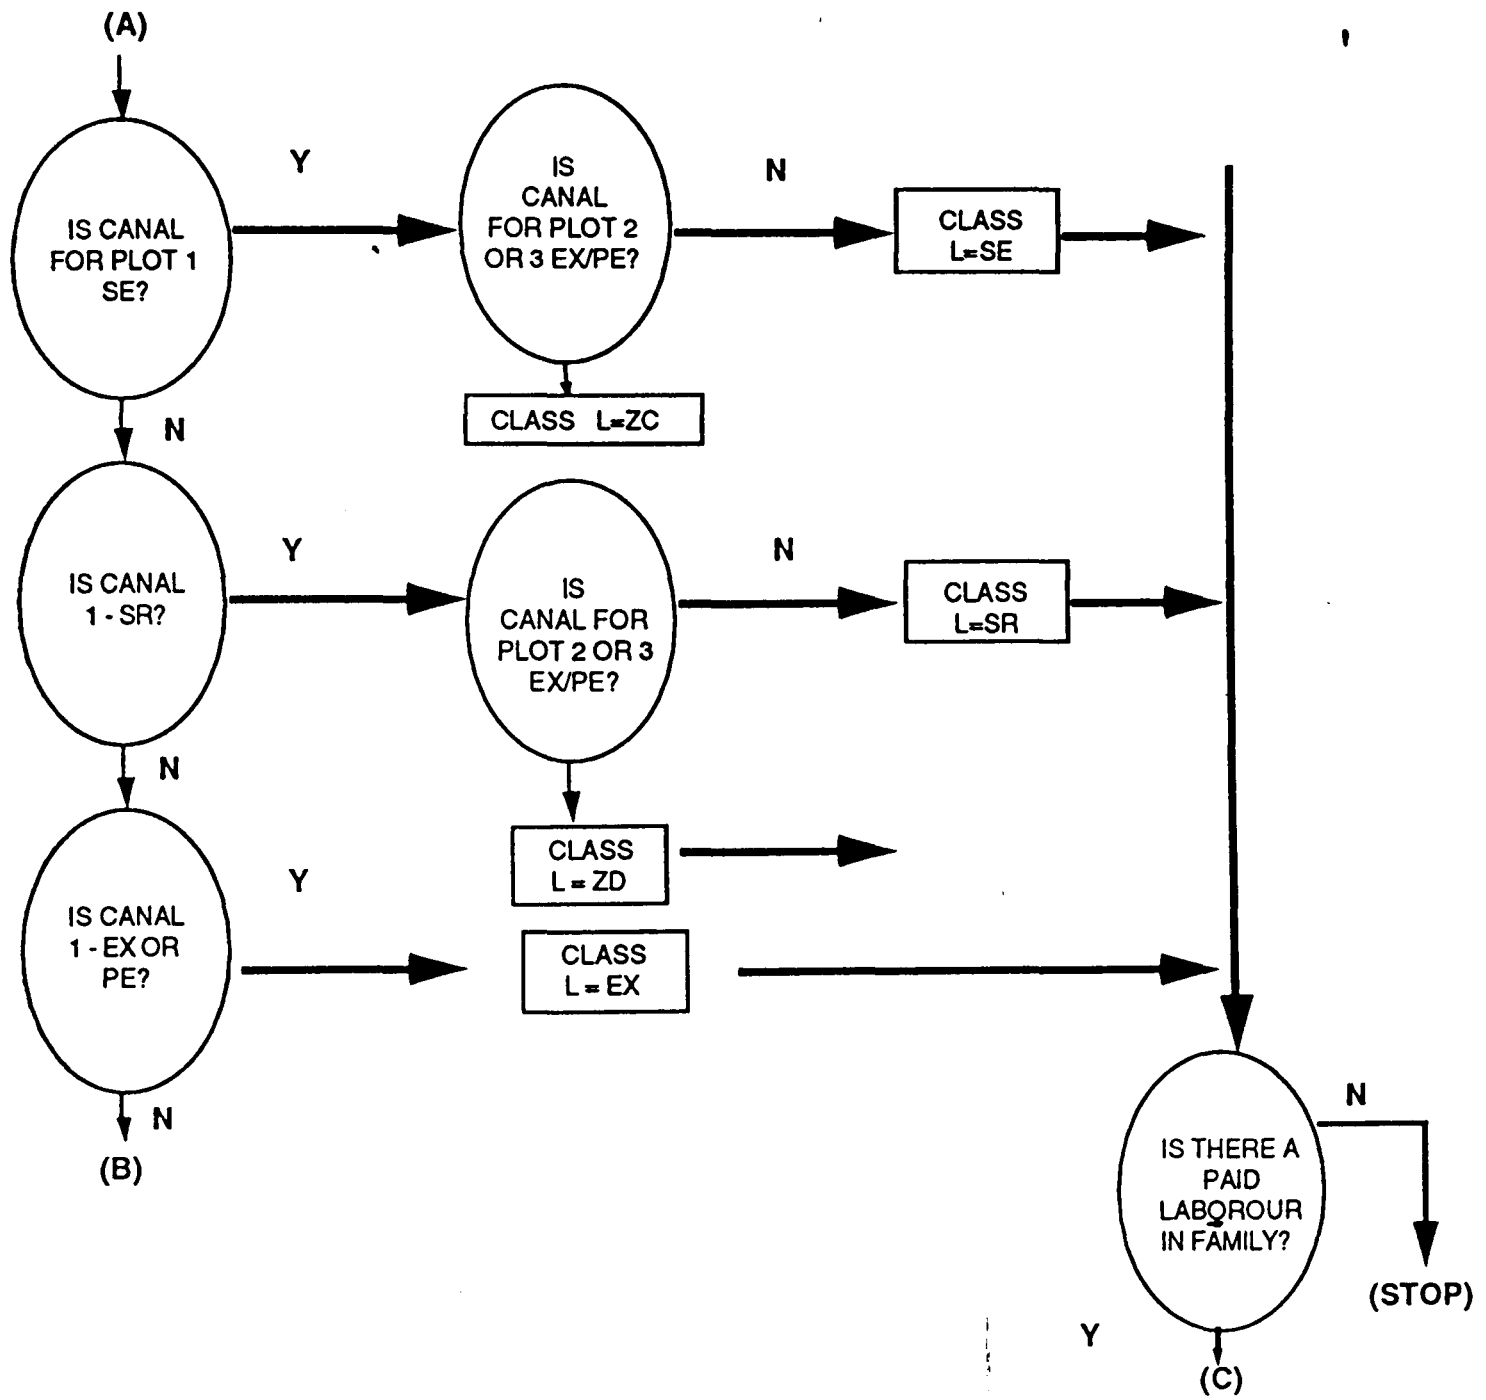 (A)
Y
IS CANAL
FOR PLOT 1
SE?
IS
CANAL
FOR PLOT 2
OR 3 EX/PE?
N
CLASS
L=SE
CLASS L=ZC
N
IS CANAL
1 - SR?
Y
IS
CANAL FOR
PLOT 2 OR 3
EX/PE?
N
CLASS
L=SR
N
CLASS
L = ZD
IS CANAL
1 - EX OR
PE?
Y
CLASS
L = EX
N
(B)
IS THERE A
PAID
LABOROUR
IN FAMILY?
N
(STOP)
Y
(C)